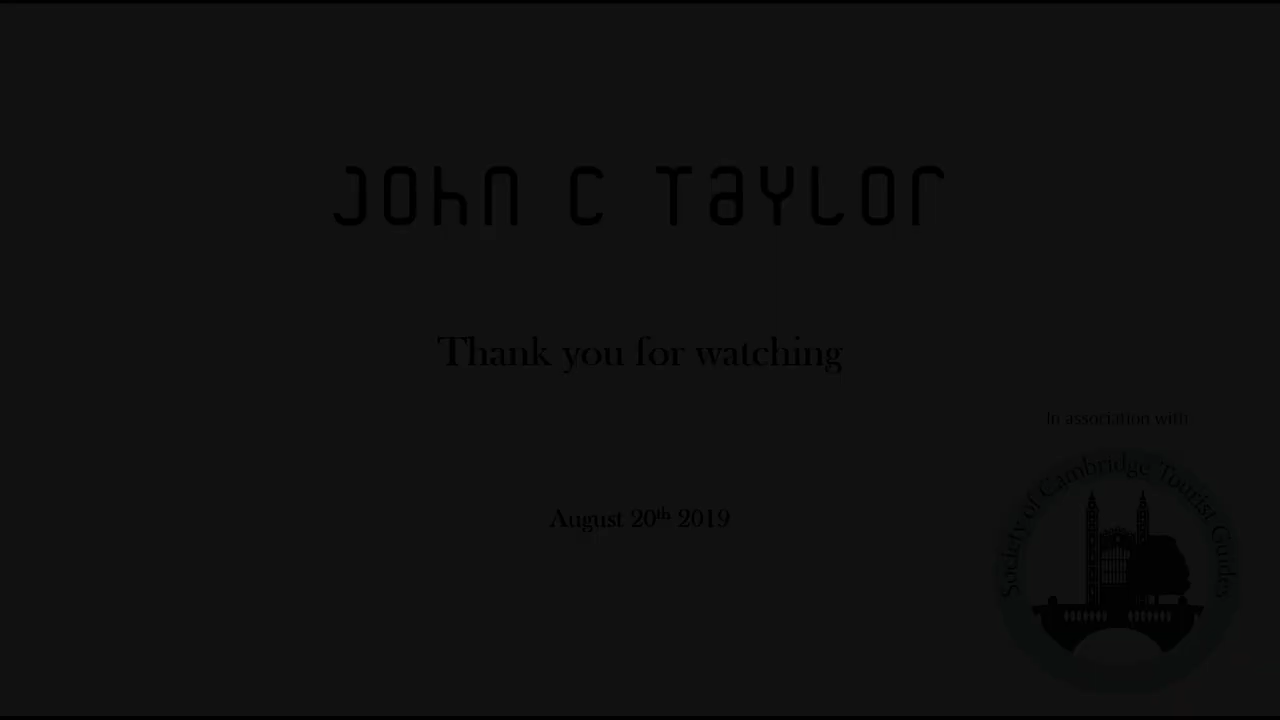 John C Taylor
Thank you for watching
In association with
Society of Cambridge Tourist Guides
August 20th 2019